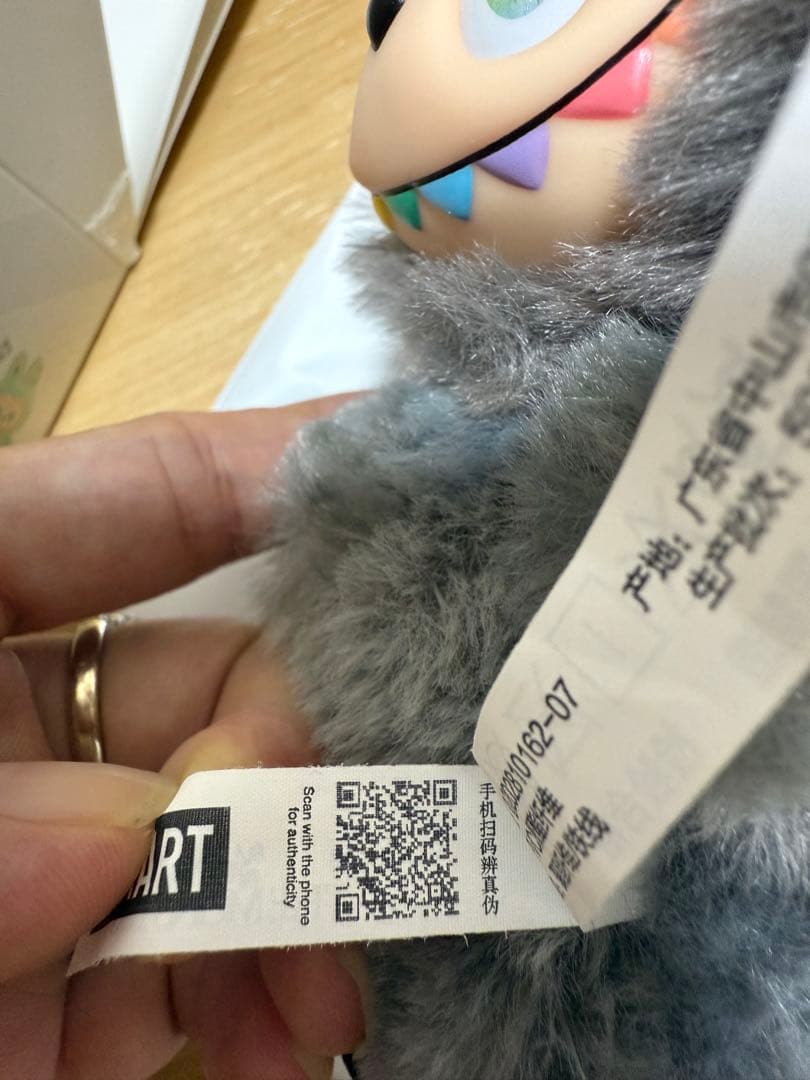 产地：广东省中山市
生产批次：
310162-07
ART
Scan with the phone
for authenticity
手机扫码辨真伪